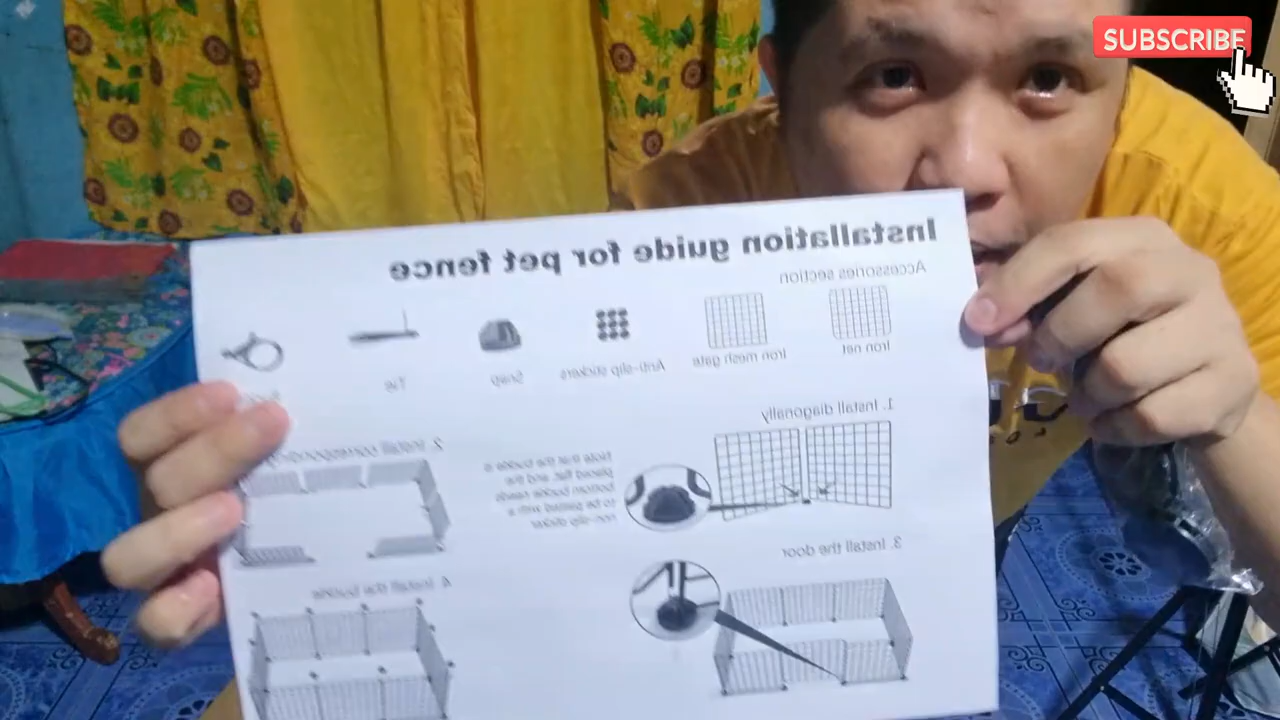 SUBSCRIBE
Installation guide for pet fence
Accessories section
Iron net
Iron mesh gate
Anti-slip stickers
Snap
Tie
1. Install diagonally
Note that the buckle is
placed flat, and the
bottom buckle needs
to be pasted with a
non-slip sticker
2. Install
3. Install the door
4. Install the buckle